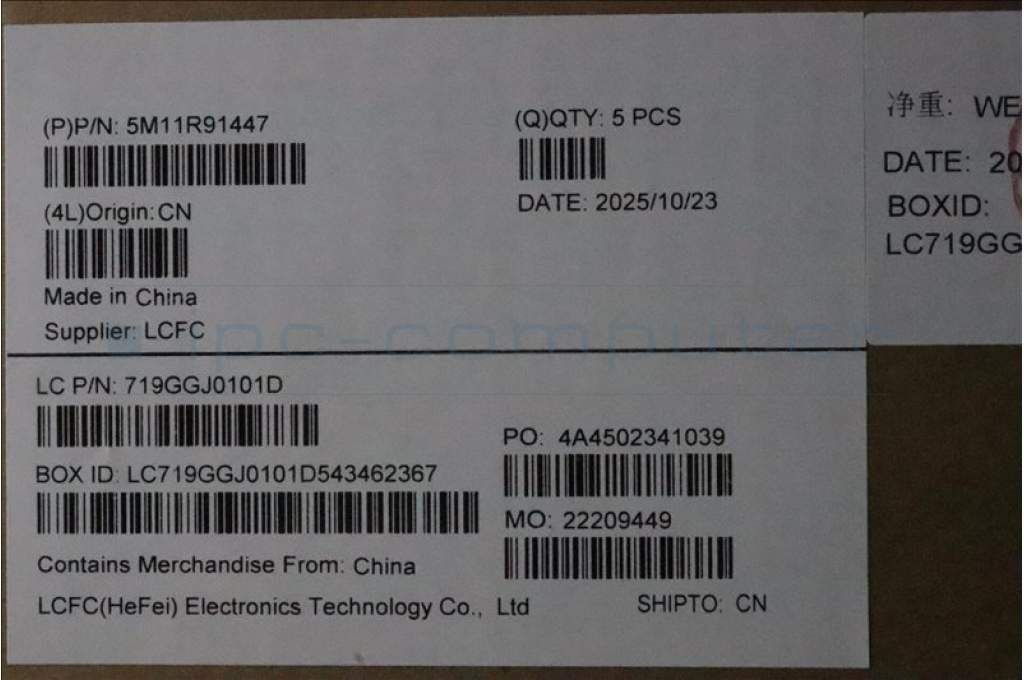 (P)P/N: 5M11R91447
(Q)QTY: 5 PCS
(4L)Origin:CN
DATE: 2025/10/23
Made in China
Supplier: LCFC
ipc-computer
LC P/N: 719GGJ0101D
PO: 4A4502341039
BOX ID: LC719GGJ0101D543462367
MO: 22209449
Contains Merchandise From: China
LCFC(HeFei) Electronics Technology Co., Ltd
SHIPTO: CN
净重: WE
DATE: 20
BOXID:
LC719GG